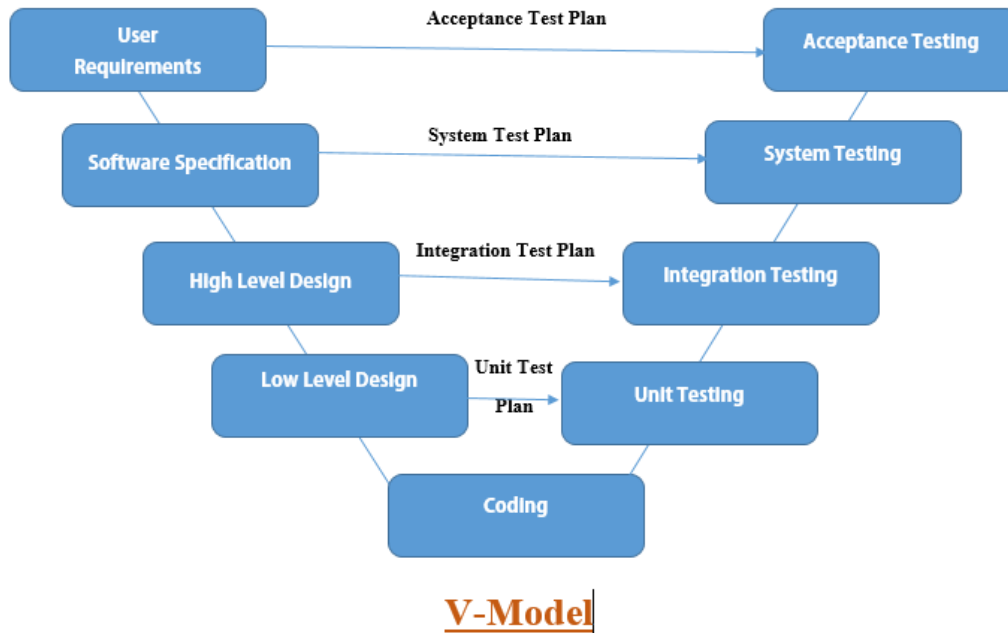 User
Requirements
Acceptance Test Plan
Acceptance Testing
Software Specification
System Test Plan
System Testing
High Level Design
Integration Test Plan
Integration Testing
Low Level Design
Unit Test
Plan
Unit Testing
Coding
V-Model